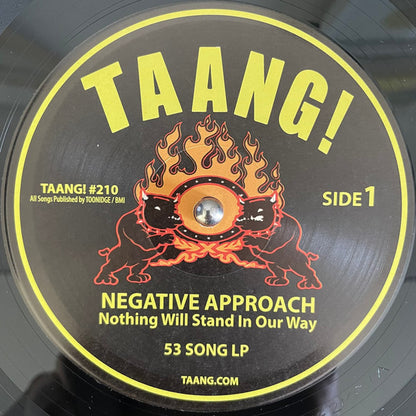 TAANG!
TAANG! #210
All Songs Published by TOONIDGE / BMI
SIDE 1
NEGATIVE APPROACH
Nothing Will Stand In Our Way
53 SONG LP
TAANG.COM